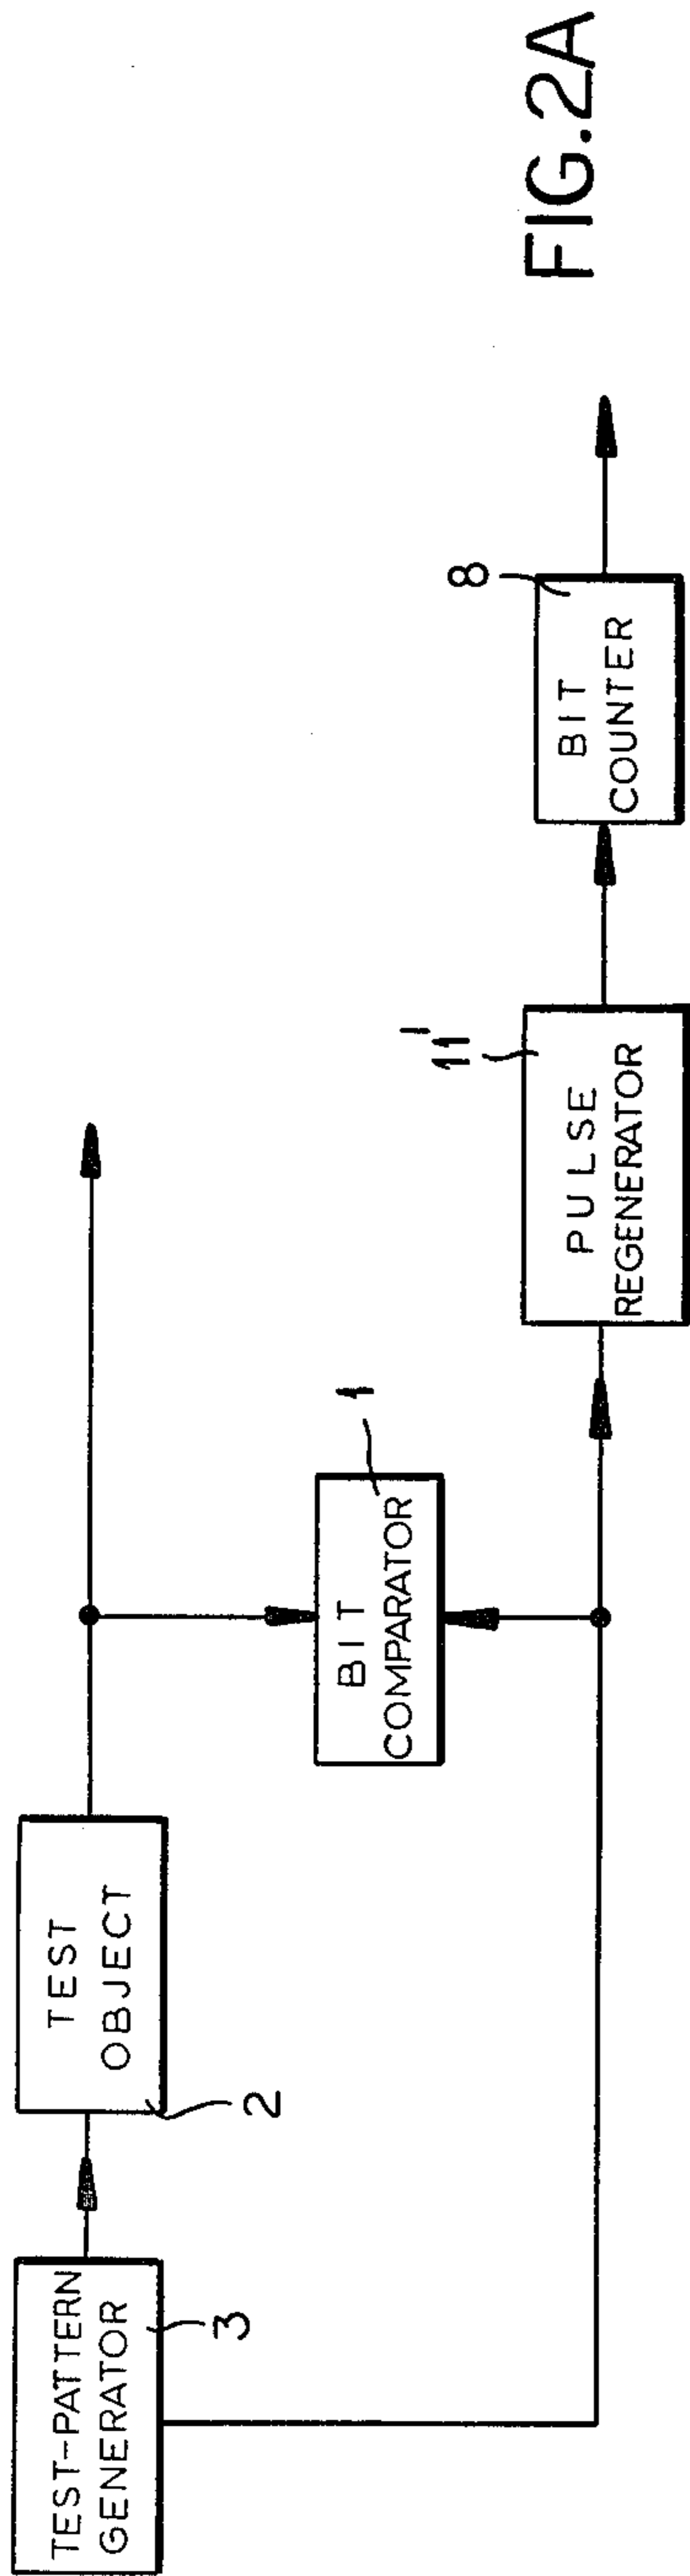 TEST-PATTERN
GENERATOR
3
TEST
OBJECT
2
BIT
COMPARATOR
1
PULSE
REGENERATOR
11'
BIT
COUNTER
8
FIG.2A